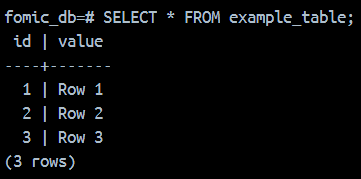 fomic_db=# SELECT * FROM example_table;
 id | value
----+-------
  1 | Row 1
  2 | Row 2
  3 | Row 3
(3 rows)